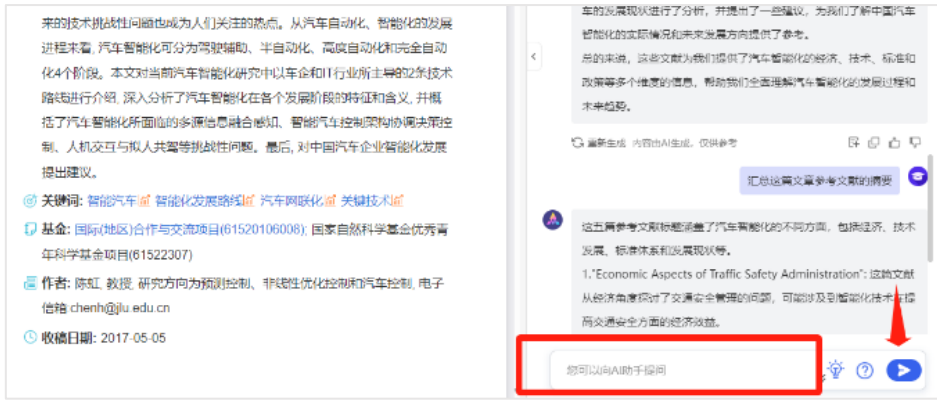 来的技术挑战性问题也成为人们关注的热点。从汽车自动化、智能化的发展
进程来看, 汽车智能化可分为驾驶辅助、半自动化、高度自动化和完全自动
化4个阶段。本文对当前汽车智能化研究中以车企和IT行业所主导的2条技术
路线进行介绍, 深入分析了汽车智能化在各个发展阶段的特征和含义, 并概
括了汽车智能化所面临的多源信息融合感知、智能汽车控制架构协调决策控
制、人机交互与拟人共驾等挑战性问题。最后, 对中国汽车企业智能化发展
提出建议。
关键词: 智能汽车 智能化发展路线 汽车网联化 关键技术
基金: 国际(地区)合作与交流项目(61520106008); 国家自然科学基金优秀青
年科学基金项目(61522307)
作者: 陈虹, 教授, 研究方向为预测控制、非线性优化控制和汽车控制, 电子
信箱:chenh@jlu.edu.cn
收稿日期: 2017-05-05
车的发展现状进行了分析，并提出了一些建议，为我们了解中国汽车
智能化的实际情况和未来发展方向提供了参考。
总的来说，这些文献为我们提供了汽车智能化的经济、技术、标准和
政策等多个维度的信息，帮助我们全面理解汽车智能化的发展过程和
未来趋势。
重新生成 内容由AI生成，仅供参考
汇总这篇文章参考文献的摘要
这五篇参考文献标题涵盖了汽车智能化的不同方面，包括经济、技术
发展、标准体系和发展现状等。
1."Economic Aspects of Traffic Safety Administration": 这篇文献
从经济角度探讨了交通安全管理的问题，可能涉及到智能化技术在提
高交通安全方面的经济效益。
您可以向AI助手提问